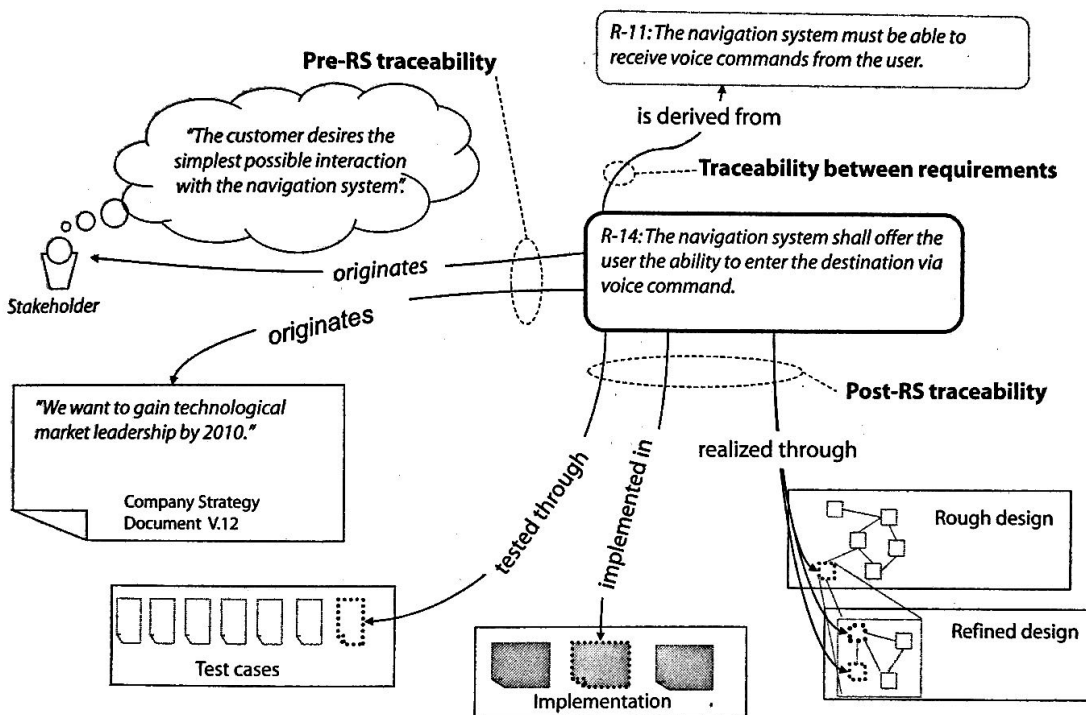 R-11: The navigation system must be able to
receive voice commands from the user.
Pre-RS traceability
is derived from
"The customer desires the
simplest possible interaction
with the navigation system".
Traceability between requirements
R-14: The navigation system shall offer the
user the ability to enter the destination via
voice command.
originates
Stakeholder
originates
Post-RS traceability
"We want to gain technological
market leadership by 2010."
Company Strategy
Document V.12
tested through
implemented in
realized through
Rough design
Refined design
Test cases
Implementation